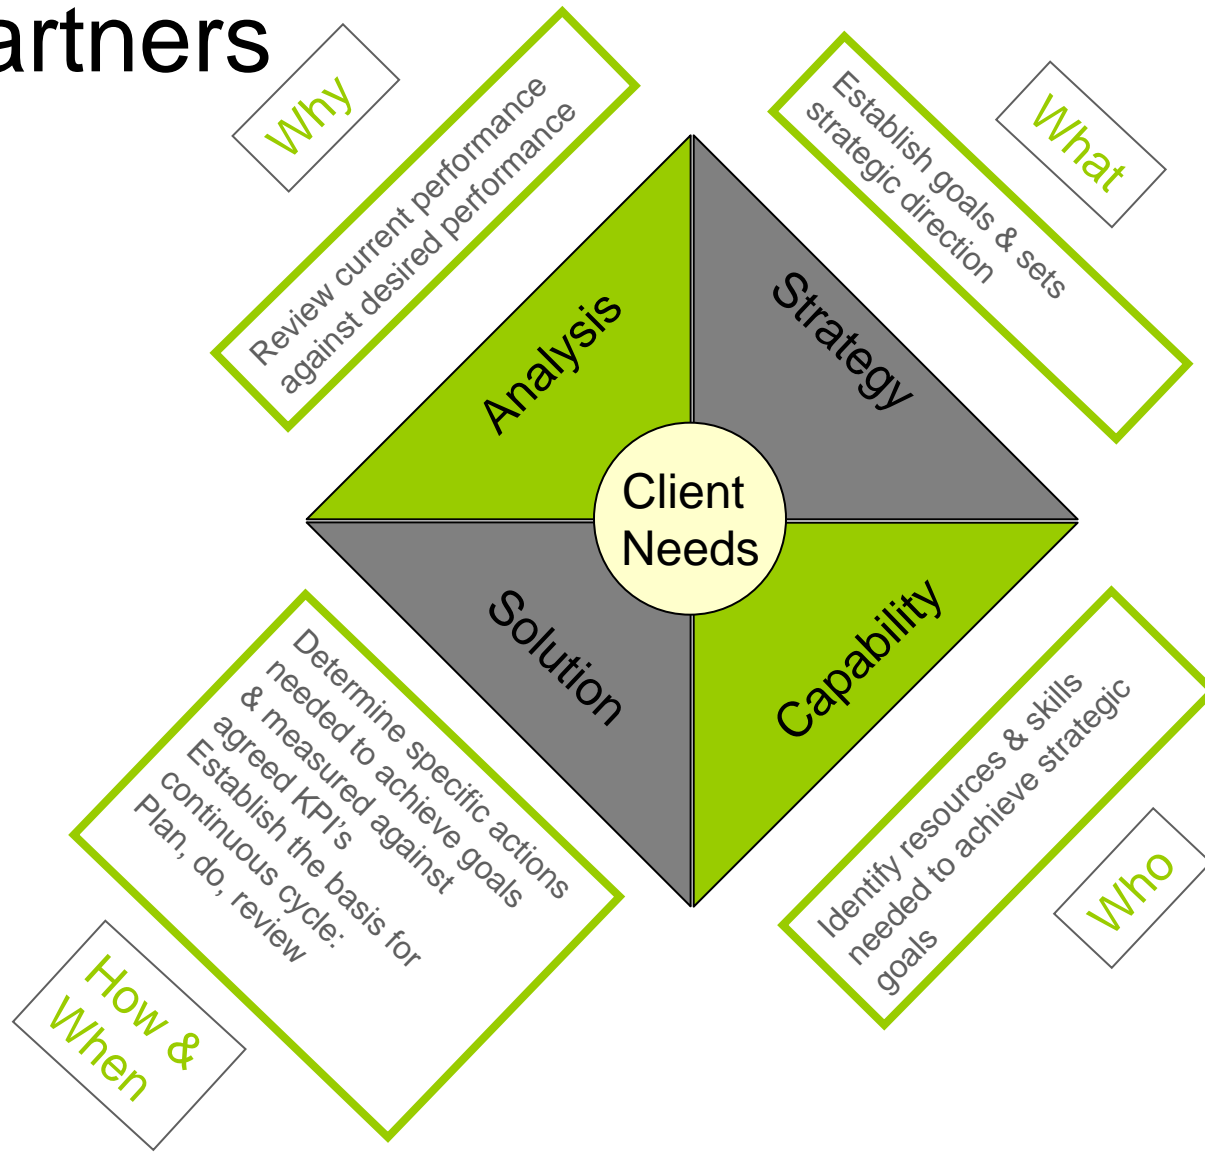 artners
Why
Review current performance
against desired performance
Establish goals & sets
strategic direction
What
Analysis
Strategy
Client
Needs
Solution
Capability
Determine specific actions
needed to achieve goals
& measured against
agreed KPI’s
Establish the basis for
continuous cycle:
Plan, do, review
How &
When
Identify resources & skills
needed to achieve strategic
goals
Who